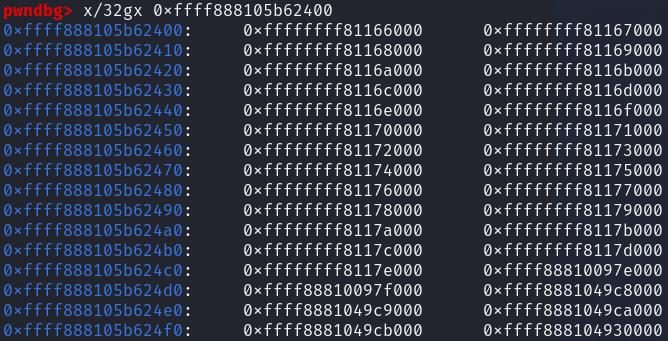 pwndbg> x/32gx 0xffff888105b62400
0xffff888105b62400: 0xffffffff81166000 0xffffffff81167000
0xffff888105b62410: 0xffffffff81168000 0xffffffff81169000
0xffff888105b62420: 0xffffffff8116a000 0xffffffff8116b000
0xffff888105b62430: 0xffffffff8116c000 0xffffffff8116d000
0xffff888105b62440: 0xffffffff8116e000 0xffffffff8116f000
0xffff888105b62450: 0xffffffff81170000 0xffffffff81171000
0xffff888105b62460: 0xffffffff81172000 0xffffffff81173000
0xffff888105b62470: 0xffffffff81174000 0xffffffff81175000
0xffff888105b62480: 0xffffffff81176000 0xffffffff81177000
0xffff888105b62490: 0xffffffff81178000 0xffffffff81179000
0xffff888105b624a0: 0xffffffff8117a000 0xffffffff8117b000
0xffff888105b624b0: 0xffffffff8117c000 0xffffffff8117d000
0xffff888105b624c0: 0xffffffff8117e000 0xffff88810097e000
0xffff888105b624d0: 0xffff88810097f000 0xffff8881049c8000
0xffff888105b624e0: 0xffff8881049c9000 0xffff8881049ca000
0xffff888105b624f0: 0xffff8881049cb000 0xffff888104930000